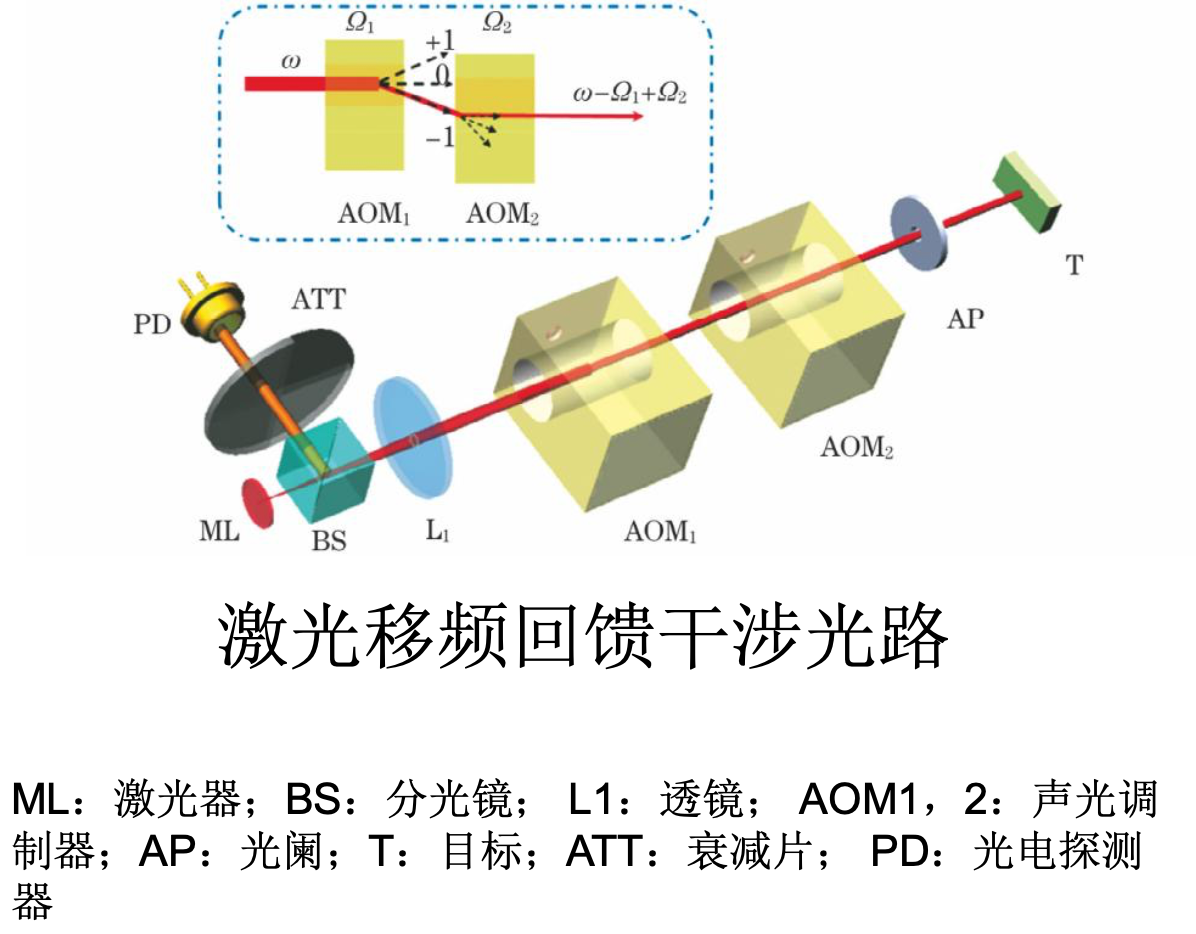 Ω₁
Ω₂
+1
ω
0
ω−Ω₁+Ω₂
−1
AOM₁
AOM₂
T
ATT
PD
AP
AOM₂
ML
BS
L₁
AOM₁
激光移频回馈干涉光路
ML：激光器；BS：分光镜； L1：透镜； AOM1，2：声光调
制器；AP：光阑；T：目标；ATT：衰减片； PD：光电探测
器